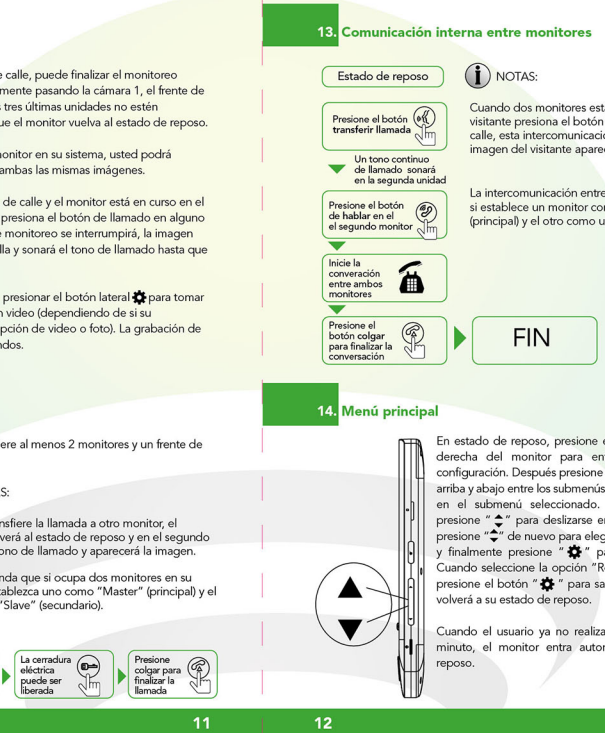 e calle, puede finalizar el monitoreo
mente pasando la cámara 1, el frente de
s tres últimas unidades no estén
ue el monitor vuelva al estado de reposo.
onitor en su sistema, usted podrá
ambas las mismas imágenes.
de calle y el monitor está en curso en el
presiona el botón de llamado en alguno
e monitoreo se interrumpirá, la imagen
lla y sonará el tono de llamado hasta que
presionar el botón lateral para tomar
n video (dependiendo de si su
pción de video o foto). La grabación de
ndos.
ere al menos 2 monitores y un frente de
S:
nsfiere la llamada a otro monitor, el
verá al estado de reposo y en el segundo
ono de llamado y aparecerá la imagen.
nda que si ocupa dos monitores en su
tablezca uno como "Master" (principal) y el
"Slave" (secundario).
La cerradura
eléctrica
puede ser
liberada
Presione
colgar para
finalizar la
llamada
11
13. Comunicación interna entre monitores
Estado de reposo
Presione el botón
transferir llamada
Un tono continuo
de llamado sonará
en la segunda unidad
Presione el botón
de hablar en el
el segundo monitor
Inicie la
converación
entre ambos
monitores
Presione el
botón colgar
para finalizar la
conversación
FIN
i NOTAS:
Cuando dos monitores est
visitante presiona el botón
calle, esta intercomunicaci
imagen del visitante apare
La intercomunicación entre
si establece un monitor co
(principal) y el otro como u
14. Menú principal
En estado de reposo, presione e
derecha del monitor para en
configuración. Después presione
arriba y abajo entre los submenús
en el submenú seleccionado.
presione " " para deslizarse e
presione " " de nuevo para eleg
y finalmente presione " " pa
Cuando seleccione la opción "R
presione el botón " " para sa
volverá a su estado de reposo.
Cuando el usuario ya no realiza
minuto, el monitor entra autor
reposo.
12